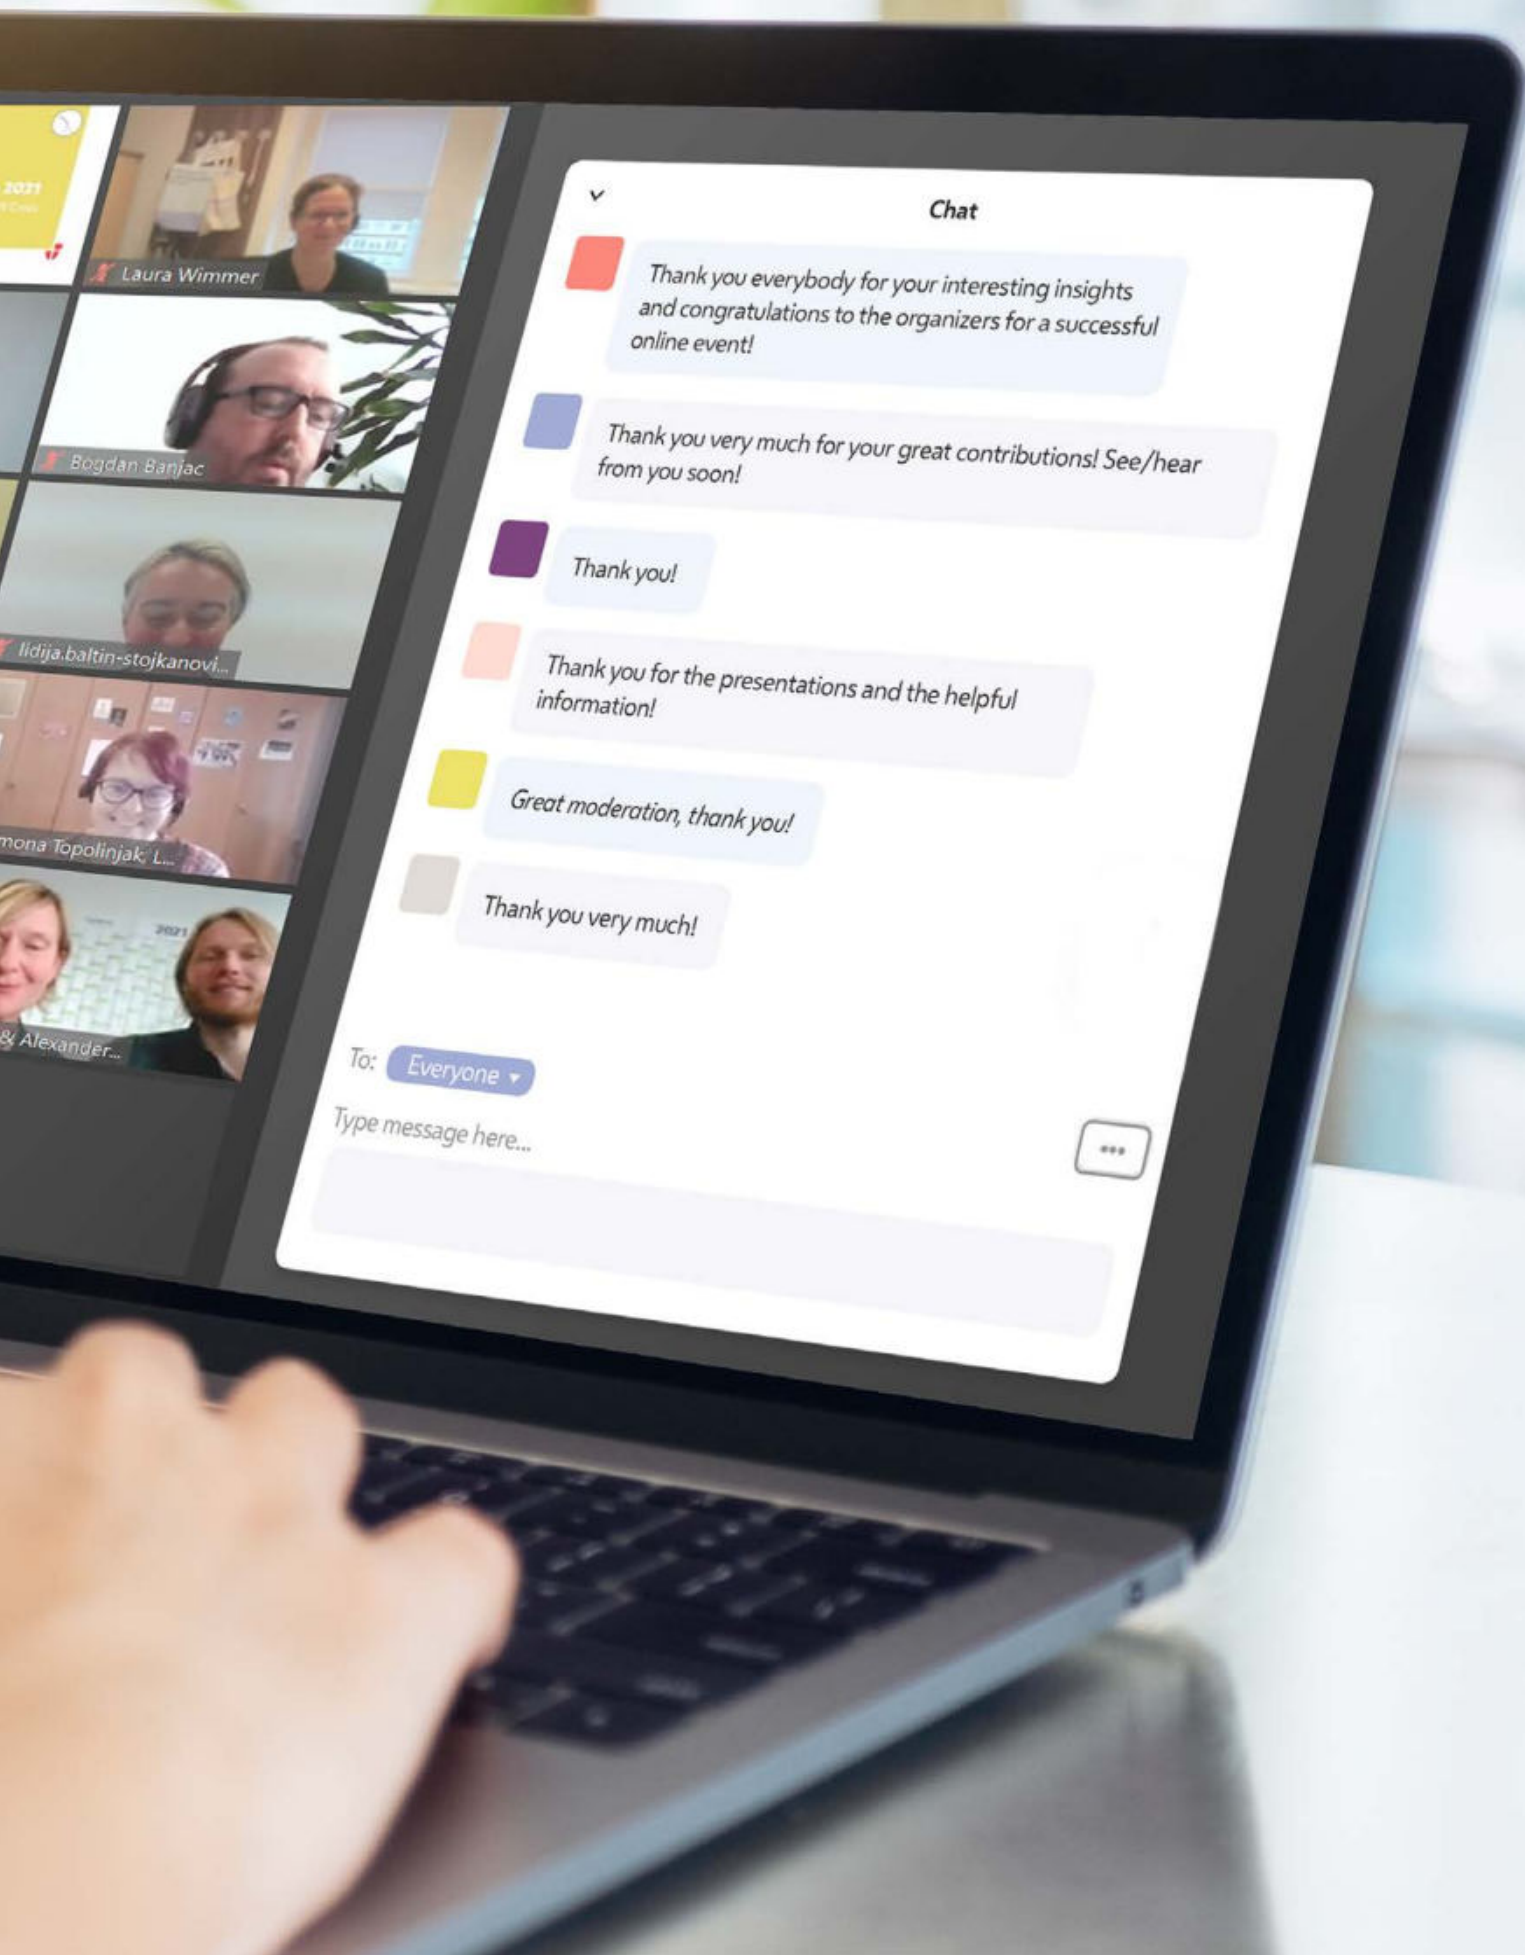 2021
Laura Wimmer
Bogdan Banjac
lidija.baltin-stojkanovi...
mona Topolinjak, L...
2021
& Alexander...
Chat
Thank you everybody for your interesting insights
and congratulations to the organizers for a successful
online event!
Thank you very much for your great contributions! See/hear
from you soon!
Thank you!
Thank you for the presentations and the helpful
information!
Great moderation, thank you!
Thank you very much!
To: Everyone
Type message here...